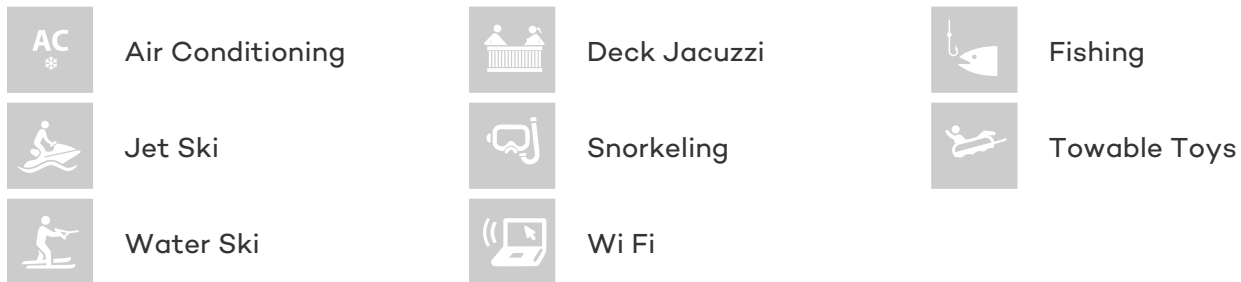 AC
Air Conditioning
Deck Jacuzzi
Fishing
Jet Ski
Snorkeling
Towable Toys
Water Ski
Wi Fi